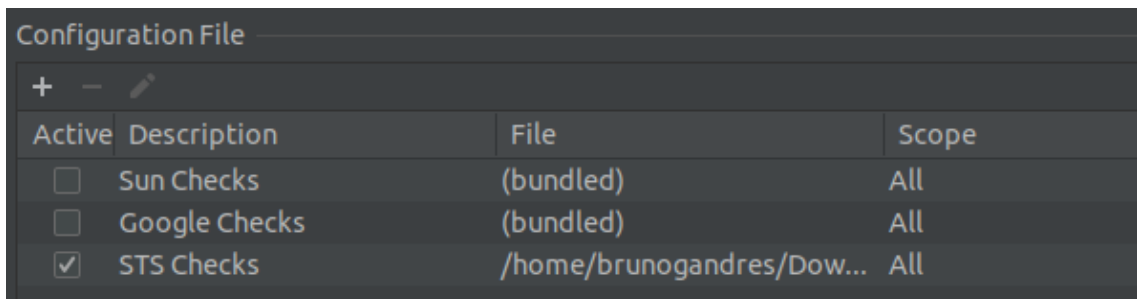 Configuration File
Active Description File Scope
Sun Checks (bundled) All
Google Checks (bundled) All
STS Checks /home/brunogandres/Dow... All